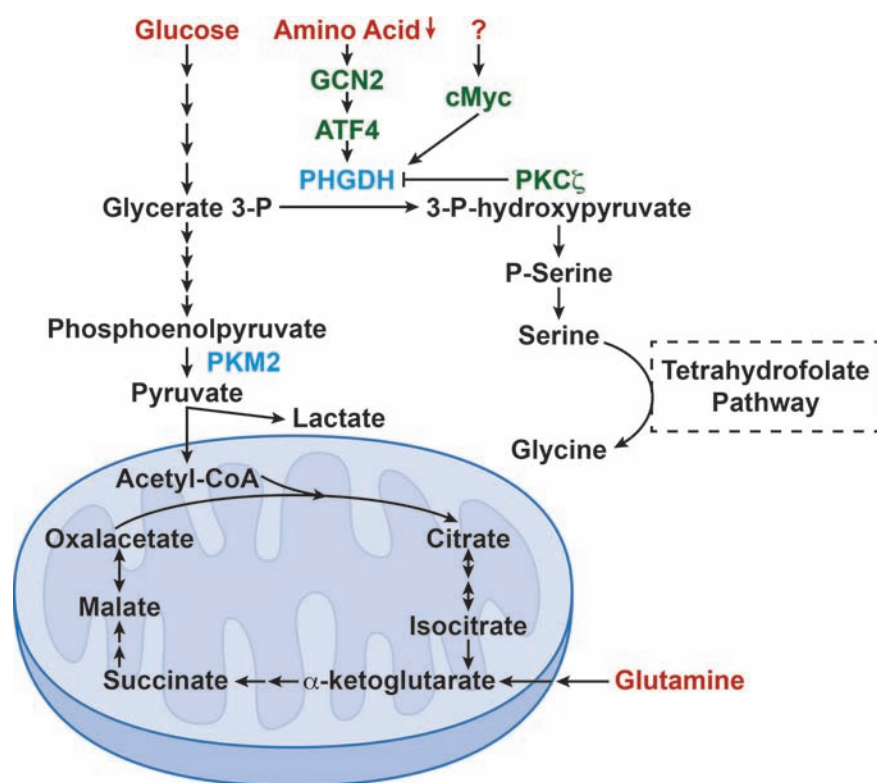 Glucose
Amino Acid
?
GCN2
cMyc
ATF4
PHGDH
PKCζ
Glycerate 3-P
3-P-hydroxypyruvate
P-Serine
Phosphoenolpyruvate
Serine
PKM2
Tetrahydrofolate
Pathway
Pyruvate
Lactate
Glycine
Acetyl-CoA
Oxalacetate
Citrate
Malate
Isocitrate
Succinate
α-ketoglutarate
Glutamine